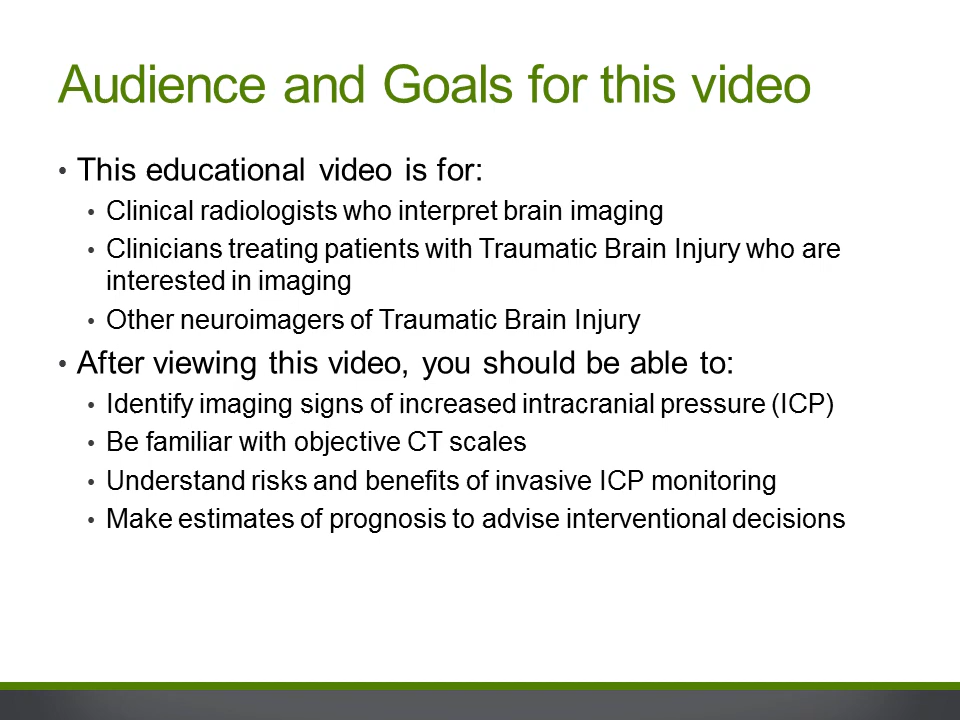 Audience and Goals for this video
• This educational video is for:
• Clinical radiologists who interpret brain imaging
• Clinicians treating patients with Traumatic Brain Injury who are
interested in imaging
• Other neuroimagers of Traumatic Brain Injury
• After viewing this video, you should be able to:
• Identify imaging signs of increased intracranial pressure (ICP)
• Be familiar with objective CT scales
• Understand risks and benefits of invasive ICP monitoring
• Make estimates of prognosis to advise interventional decisions